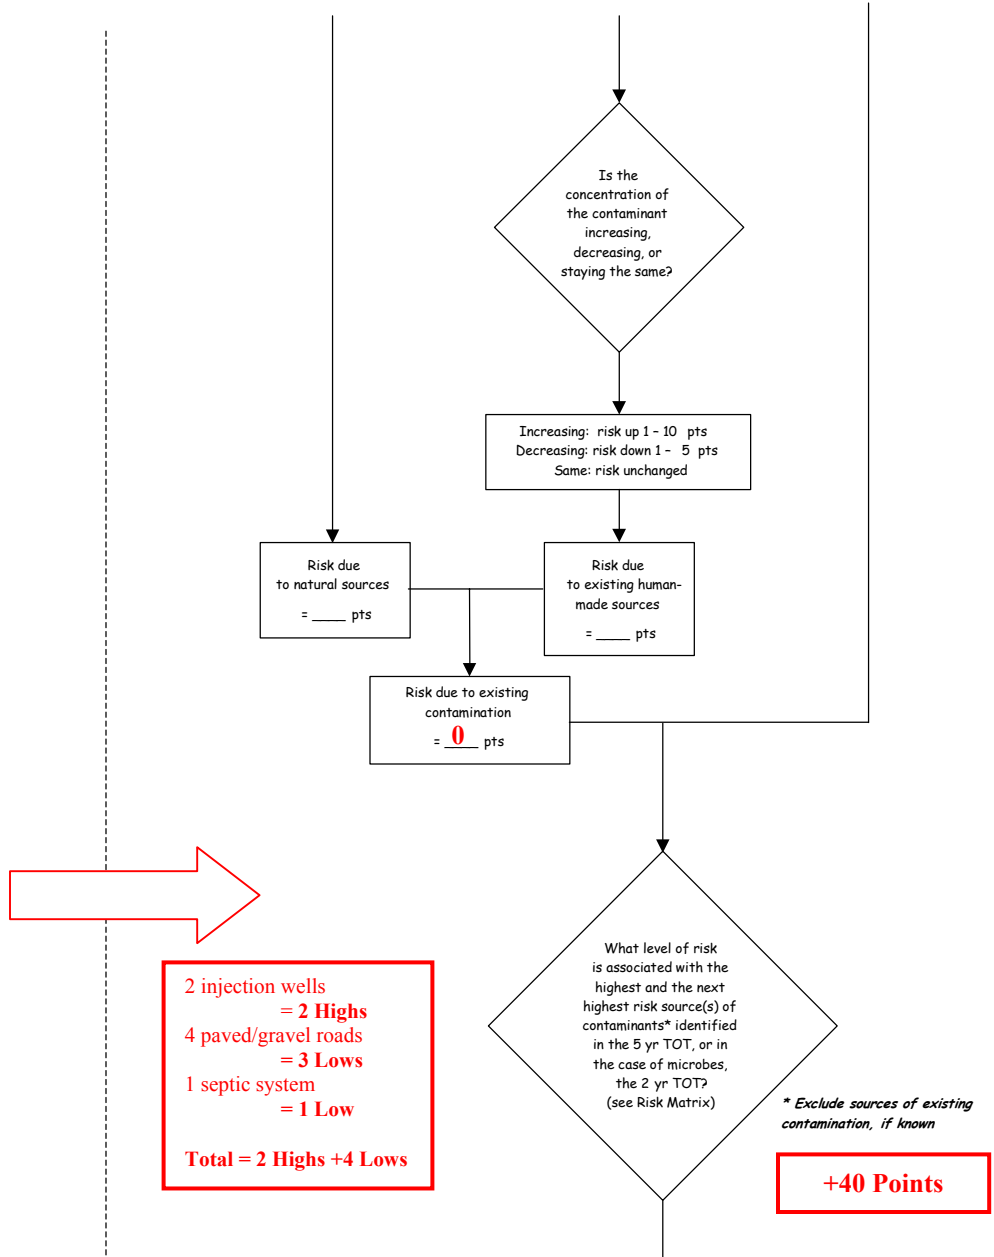 Is the
concentration of
the contaminant
increasing,
decreasing, or
staying the same?
Increasing: risk up 1 – 10 pts
Decreasing: risk down 1 – 5 pts
Same: risk unchanged
Risk due
to natural sources
= ____ pts
Risk due
to existing human-
made sources
= ____ pts
Risk due to existing
contamination
= __0__ pts
2 injection wells
= 2 Highs
4 paved/gravel roads
= 3 Lows
1 septic system
= 1 Low
Total = 2 Highs +4 Lows
What level of risk
is associated with the
highest and the next
highest risk source(s) of
contaminants* identified
in the 5 yr TOT, or in
the case of microbes,
the 2 yr TOT?
(see Risk Matrix)
* Exclude sources of existing
contamination, if known
+40 Points